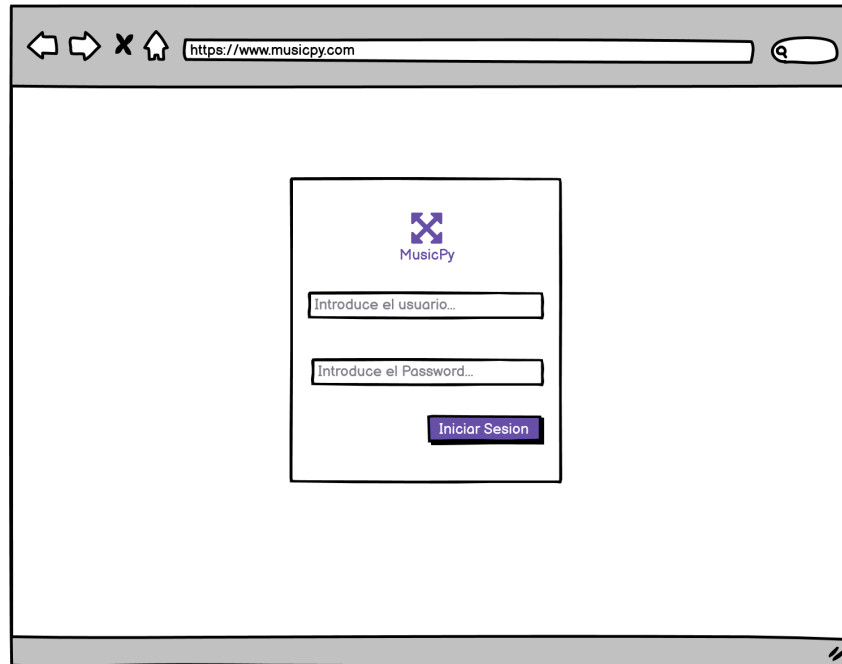 https://www.musicpy.com
MusicPy
Introduce el usuario...
Introduce el Password...
Iniciar Sesion